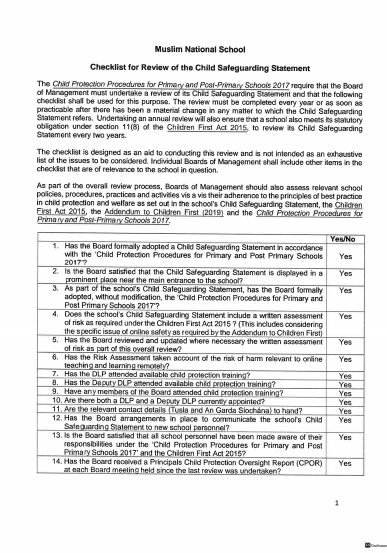 Muslim National School
Checklist for Review of the Child Safeguarding Statement
The Child Protection Procedures for Primary and Post-Primary Schools 2017 require that the Board
of Management must undertake a review of its Child Safeguarding Statement and that the following
checklist shall be used for this purpose. The review must be completed every year or as soon as
practicable after there has been a material change in any matter to which the Child Safeguarding
Statement refers. Undertaking an annual review will also ensure that a school also meets its statutory
obligation under section 11(8) of the Children First Act 2015, to review its Child Safeguarding
Statement every two years.
The checklist is designed as an aid to conducting this review and is not intended as an exhaustive
list of the issues to be considered. Individual Boards of Management shall include other items in the
checklist that are of relevance to the school in question.
As part of the overall review process, Boards of Management should also assess relevant school
policies, procedures, practices and activities vis a vis their adherence to the principles of best practice
in child protection and welfare as set out in the school's Child Safeguarding Statement, the Children
First Act 2015, the Addendum to Children First (2019) and the Child Protection Procedures for
Primary and Post-Primary Schools 2017.
Yes/No
1. Has the Board formally adopted a Child Safeguarding Statement in accordance
with the 'Child Protection Procedures for Primary and Post Primary Schools Yes
2017'?
2. Is the Board satisfied that the Child Safeguarding Statement is displayed in a Yes
prominent place near the main entrance to the school?
3. As part of the school's Child Safeguarding Statement, has the Board formally Yes
adopted, without modification, the 'Child Protection Procedures for Primary and
Post Primary Schools 2017'?
4. Does the school's Child Safeguarding Statement include a written assessment Yes
of risk as required under the Children First Act 2015 ? (This includes considering
the specific issue of online safety as required by the Addendum to Children First)
5. Has the Board reviewed and updated where necessary the written assessment Yes
of risk as part of this overall review?
6. Has the Risk Assessment taken account of the risk of harm relevant to online Yes
teaching and learning remotely?
7. Has the DLP attended available child protection training? Yes
8. Has the Deputy DLP attended available child protection training? Yes
9. Have any members of the Board attended child protection training? Yes
10. Are there both a DLP and a Deputy DLP currently appointed? Yes
11. Are the relevant contact details (Tusla and An Garda Síochána) to hand? Yes
12. Has the Board arrangements in place to communicate the school's Child Yes
Safeguarding Statement to new school personnel?
13. Is the Board satisfied that all school personnel have been made aware of their Yes
responsibilities under the 'Child Protection Procedures for Primary and Post
Primary Schools 2017' and the Children First Act 2015?
14. Has the Board received a Principals Child Protection Oversight Report (CPOR) Yes
at each Board meeting held since the last review was undertaken?
1